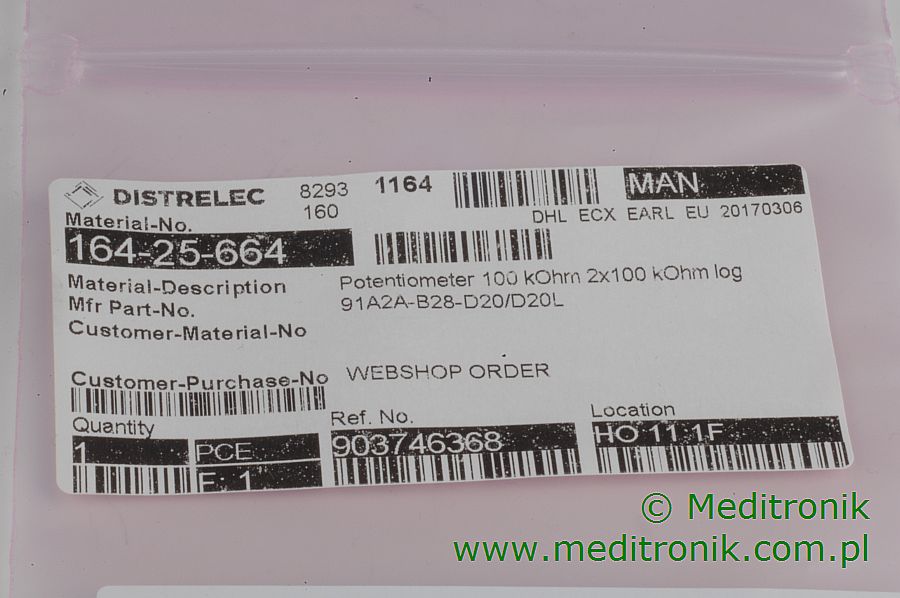 DISTRELEC 8293 1164 MAN
160 DHL ECX EARL EU 20170306
Material-No.
164-25-664
Material-Description Potentiometer 100 kOhm 2x100 kOhm log
Mfr Part-No. 91A2A-B28-D20/D20L
Customer-Material-No
Customer-Purchase-No WEBSHOP ORDER
Quantity Ref. No. Location
1 PCE 903746368 HO 11 1F
F: 1
© Meditronik
www.meditronik.com.pl